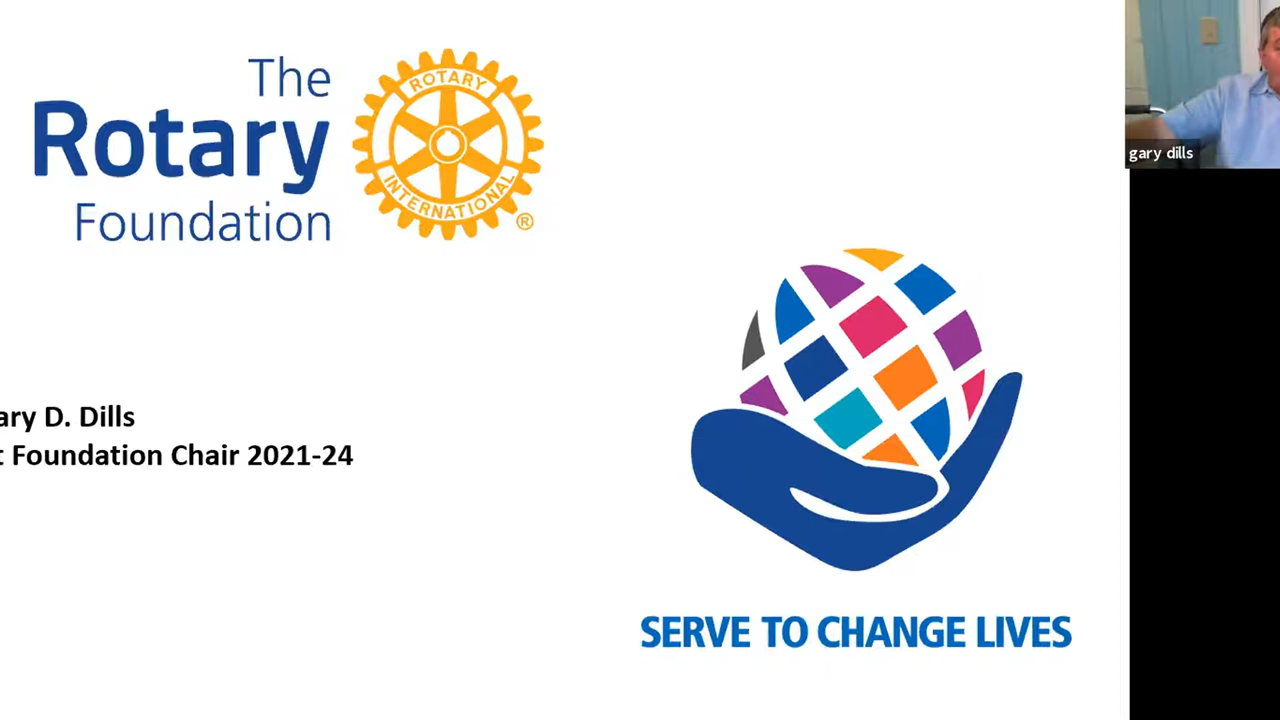 The
Rotary
Foundation
ROTARY
INTERNATIONAL
®
gary dills
ary D. Dills
t Foundation Chair 2021-24
SERVE TO CHANGE LIVES